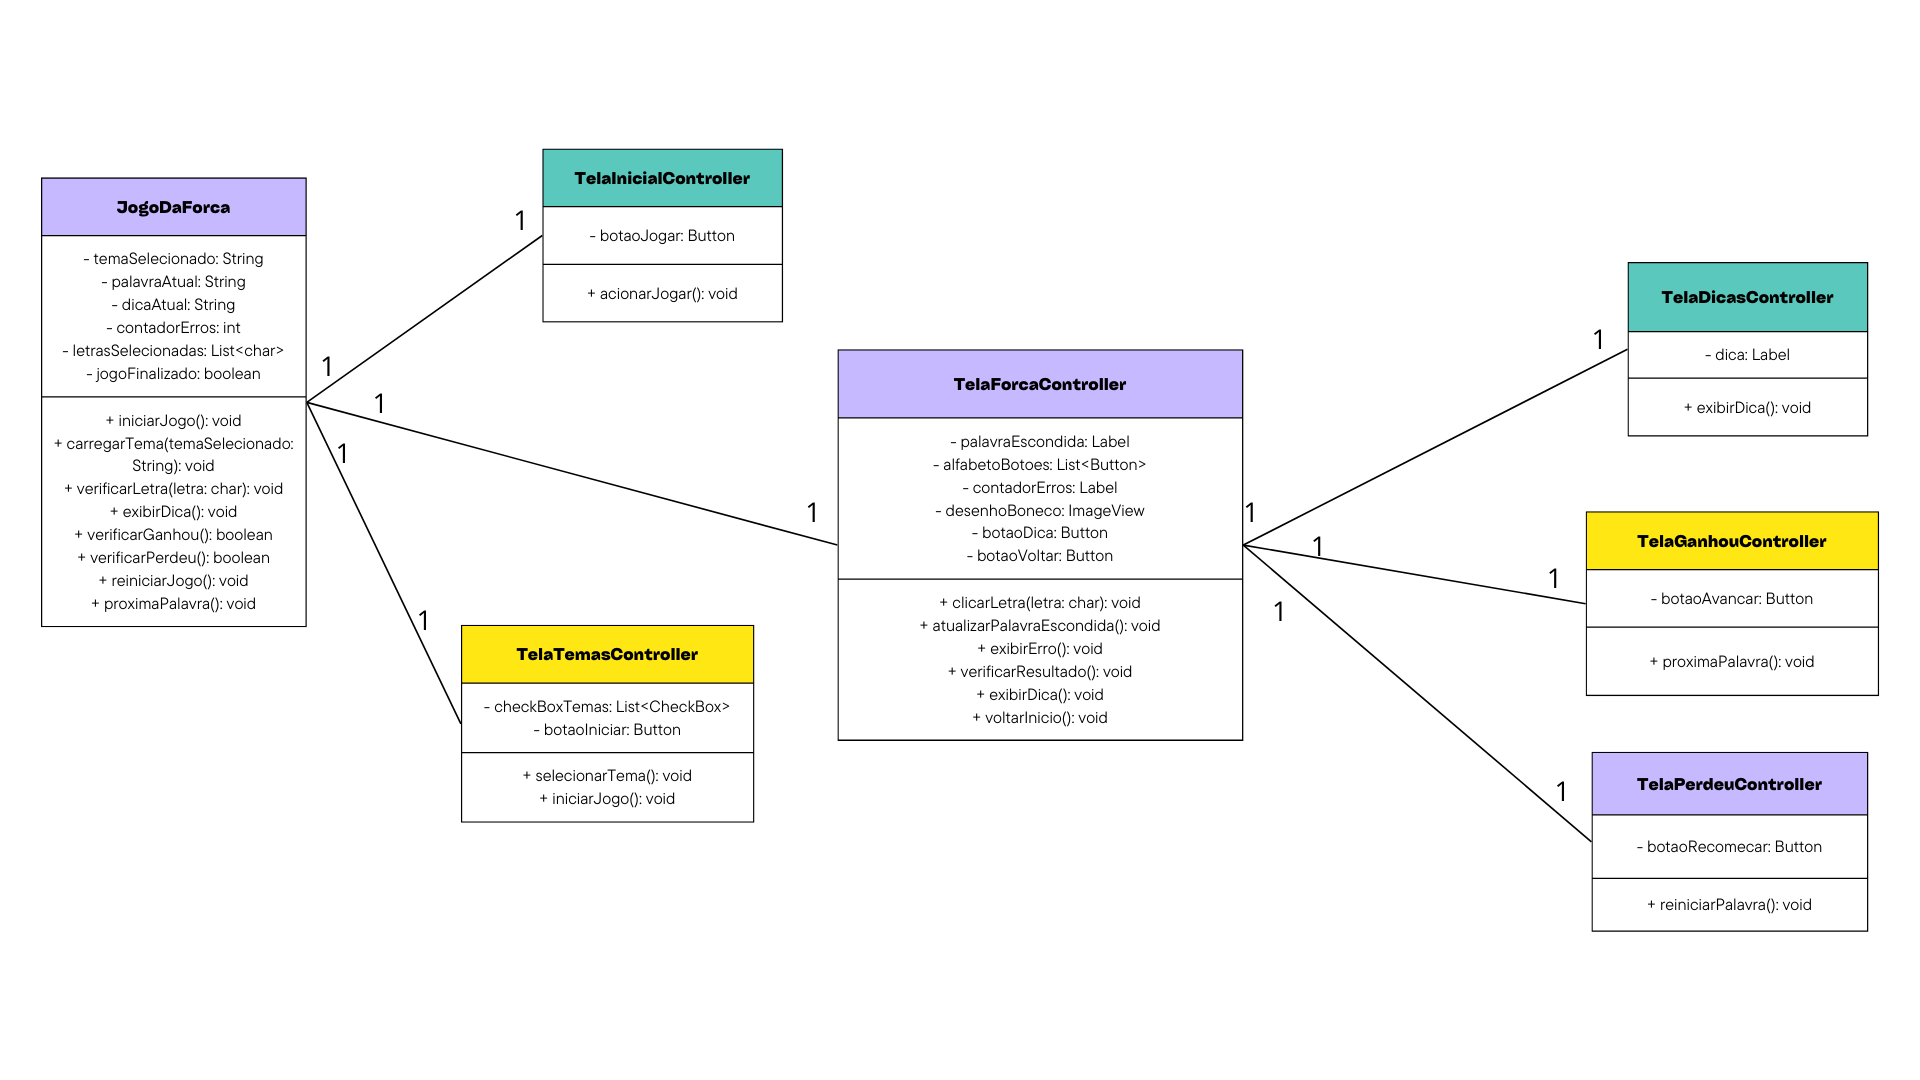 JogoDaForca
- temaSelecionado: String
- palavraAtual: String
- dicaAtual: String
- contadorErros: int
- letrasSelecionadas: List<char>
- jogoFinalizado: boolean
+ iniciarJogo(): void
+ carregarTema(temaSelecionado:
String): void
+ verificarLetra(letra: char): void
+ exibirDica(): void
+ verificarGanhou(): boolean
+ verificarPerdeu(): boolean
+ reiniciarJogo(): void
+ proximaPalavra(): void
1
1
1
1
1
1
TelaInicialController
- botaoJogar: Button
+ acionarJogar(): void
TelaTemasController
- checkBoxTemas: List<CheckBox>
- botaoIniciar: Button
+ selecionarTema(): void
+ iniciarJogo(): void
TelaForcaController
- palavraEscondida: Label
- alfabetoBotoes: List<Button>
- contadorErros: Label
- desenhoBoneco: ImageView
- botaoDica: Button
- botaoVoltar: Button
+ clicarLetra(letra: char): void
+ atualizarPalavraEscondida(): void
+ exibirErro(): void
+ verificarResultado(): void
+ exibirDica(): void
+ voltarInicio(): void
1
1
1
1
1
1
TelaDicasController
- dica: Label
+ exibirDica(): void
TelaGanhouController
- botaoAvancar: Button
+ proximaPalavra(): void
TelaPerdeuController
- botaoRecomecar: Button
+ reiniciarPalavra(): void